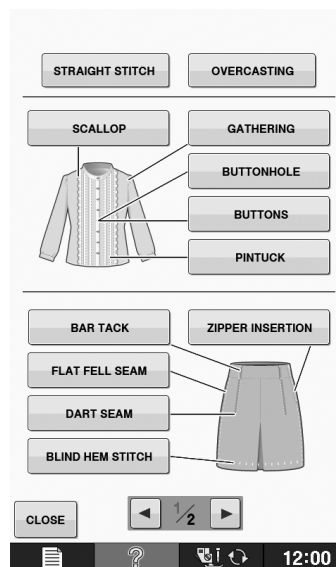 STRAIGHT STITCH
OVERCASTING
SCALLOP
GATHERING
BUTTONHOLE
BUTTONS
PINTUCK
BAR TACK
ZIPPER INSERTION
FLAT FELL SEAM
DART SEAM
BLIND HEM STITCH
CLOSE
1/2
?
12:00